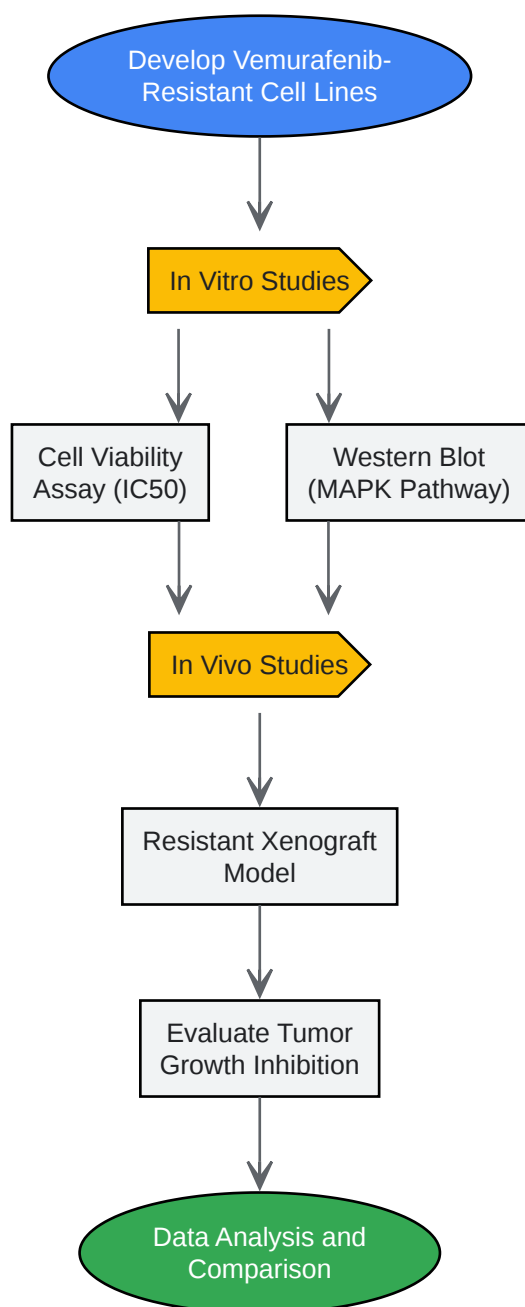 Develop Vemurafenib-
Resistant Cell Lines
In Vitro Studies
Cell Viability
Assay (IC50)
Western Blot
(MAPK Pathway)
In Vivo Studies
Resistant Xenograft
Model
Evaluate Tumor
Growth Inhibition
Data Analysis and
Comparison